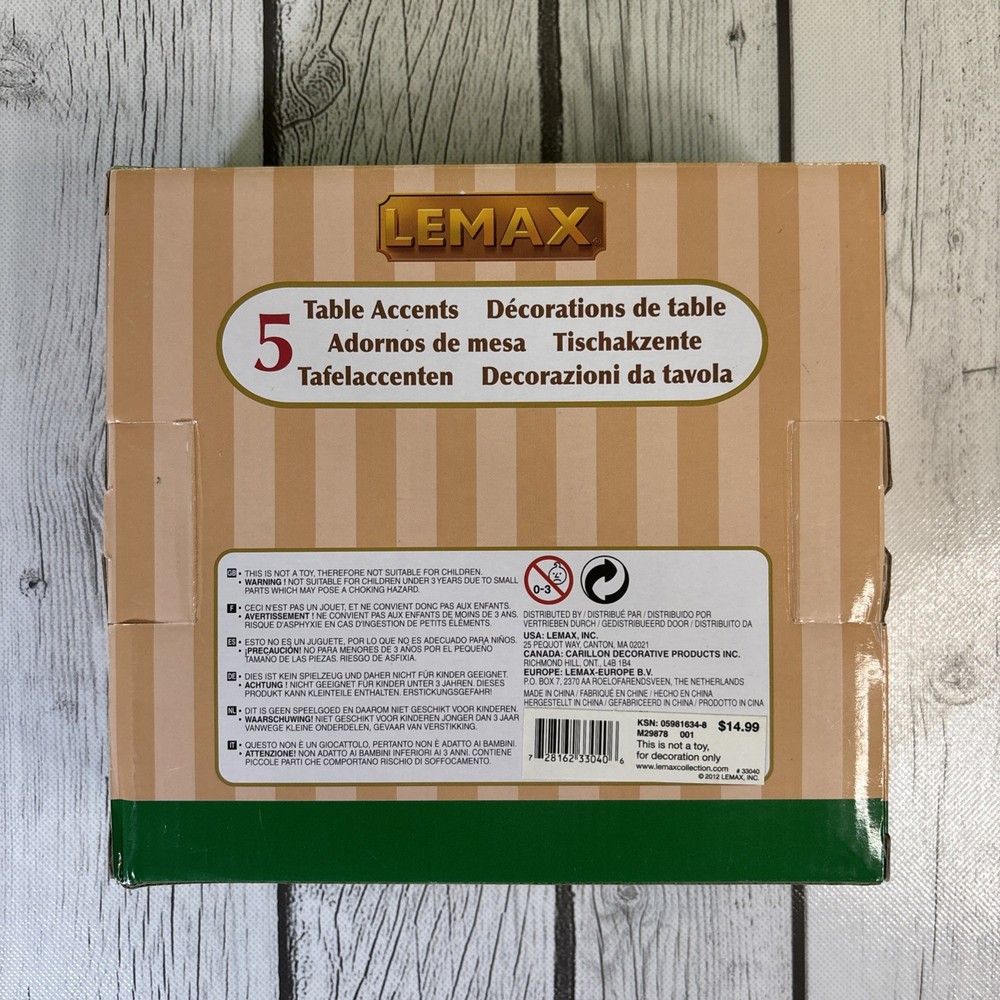 LEMAX
5
Table Accents Décorations de table
Adornos de mesa Tischakzente
Tafelaccenten Decorazioni da tavola
GB • THIS IS NOT A TOY, THEREFORE NOT SUITABLE FOR CHILDREN.
• WARNING ! NOT SUITABLE FOR CHILDREN UNDER 3 YEARS DUE TO SMALL
PARTS WHICH MAY POSE A CHOKING HAZARD.
F • CECI N'EST PAS UN JOUET, ET NE CONVIENT DONC PAS AUX ENFANTS.
• AVERTISSEMENT ! NE CONVIENT PAS AUX ENFANTS DE MOINS DE 3 ANS.
RISQUE D'ASPHYXIE EN CAS D'INGESTION DE PETITS ÉLÉMENTS.
ES • ESTO NO ES UN JUGUETE, POR LO QUE NO ES ADECUADO PARA NIÑOS.
• ¡PRECAUCIÓN! NO PARA MENORES DE 3 AÑOS POR EL PEQUEÑO
TAMAÑO DE LAS PIEZAS. RIESGO DE ASFIXIA.
DE • DIES IST KEIN SPIELZEUG UND DAHER NICHT FÜR KINDER GEEIGNET.
• ACHTUNG ! NICHT GEEIGNET FÜR KINDER UNTER 3 JAHREN. DIESES
PRODUKT KANN KLEINTEILE ENTHALTEN. ERSTICKUNGSGEFAHR!
NL • DIT IS GEEN SPEELGOED EN DAAROM NIET GESCHIKT VOOR KINDEREN.
• WAARSCHUWING! NIET GESCHIKT VOOR KINDEREN JONGER DAN 3 JAAR
VANWEGE KLEINE ONDERDELEN, GEVAAR VAN VERSTIKKING.
IT • QUESTO NON È UN GIOCATTOLO, PERTANTO NON È ADATTO AI BAMBINI.
• ATTENZIONE! NON ADATTO AI BAMBINI INFERIORI AI 3 ANNI. CONTIENE
PICCOLE PARTI CHE COMPORTANO RISCHIO DI SOFFOCAMENTO.
0-3
DISTRIBUTED BY / DISTRIBUÉ PAR / DISTRIBUIDO POR
VERTRIEBEN DURCH / GEDISTRIBUEERD DOOR / DISTRIBUITO DA
USA: LEMAX, INC.
25 PEQUOT WAY, CANTON, MA 02021
CANADA: CARILLON DECORATIVE PRODUCTS INC.
RICHMOND HILL, ONT., L4B 1B4
EUROPE: LEMAX-EUROPE B.V.
P.O. BOX 7, 2370 AA ROELOFARENDSVEEN, THE NETHERLANDS
MADE IN CHINA / FABRIQUÉ EN CHINE / HECHO EN CHINA
HERGESTELLT IN CHINA / GEFABRICEERD IN CHINA / PRODOTTO IN CINA
7 28162 33040 6
KSN: 05981634-8 $14.99
M29878 001
This is not a toy,
for decoration only
www.lemaxcollection.com # 33040
© 2012 LEMAX, INC.